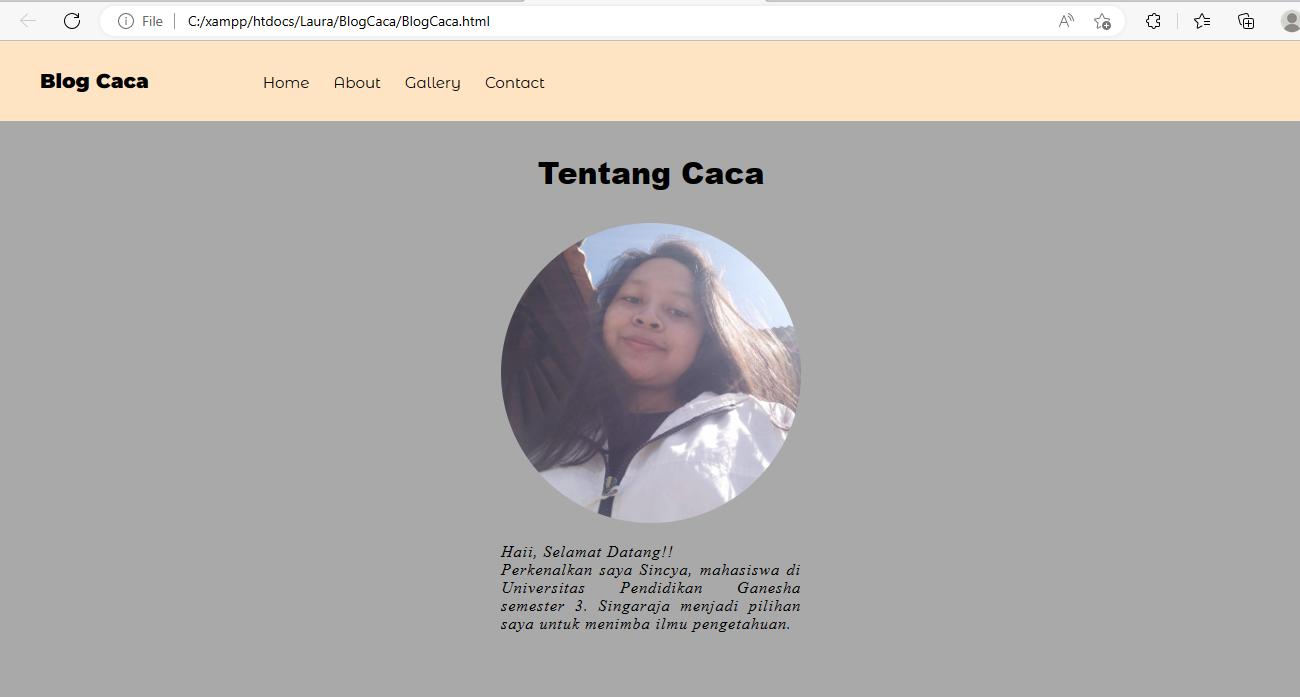 File C:/xampp/htdocs/Laura/BlogCaca/BlogCaca.html
Blog Caca Home About Gallery Contact
Tentang Caca
Haii, Selamat Datang!!
Perkenalkan saya Sincya, mahasiswa di
Universitas Pendidikan Ganesha
semester 3. Singaraja menjadi pilihan
saya untuk menimba ilmu pengetahuan.